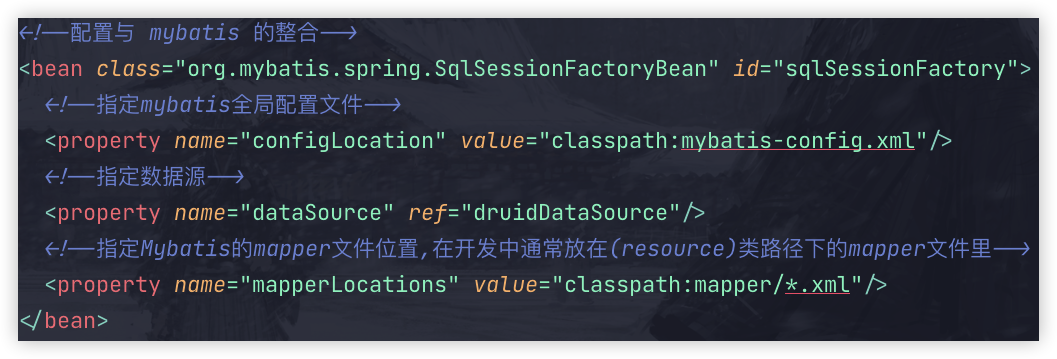 <!--配置与 mybatis 的整合-->
<bean class="org.mybatis.spring.SqlSessionFactoryBean" id="sqlSessionFactory">
  <!--指定mybatis全局配置文件-->
  <property name="configLocation" value="classpath:mybatis-config.xml"/>
  <!--指定数据源-->
  <property name="dataSource" ref="druidDataSource"/>
  <!--指定Mybatis的mapper文件位置,在开发中通常放在(resource)类路径下的mapper文件里-->
  <property name="mapperLocations" value="classpath:mapper/*.xml"/>
</bean>